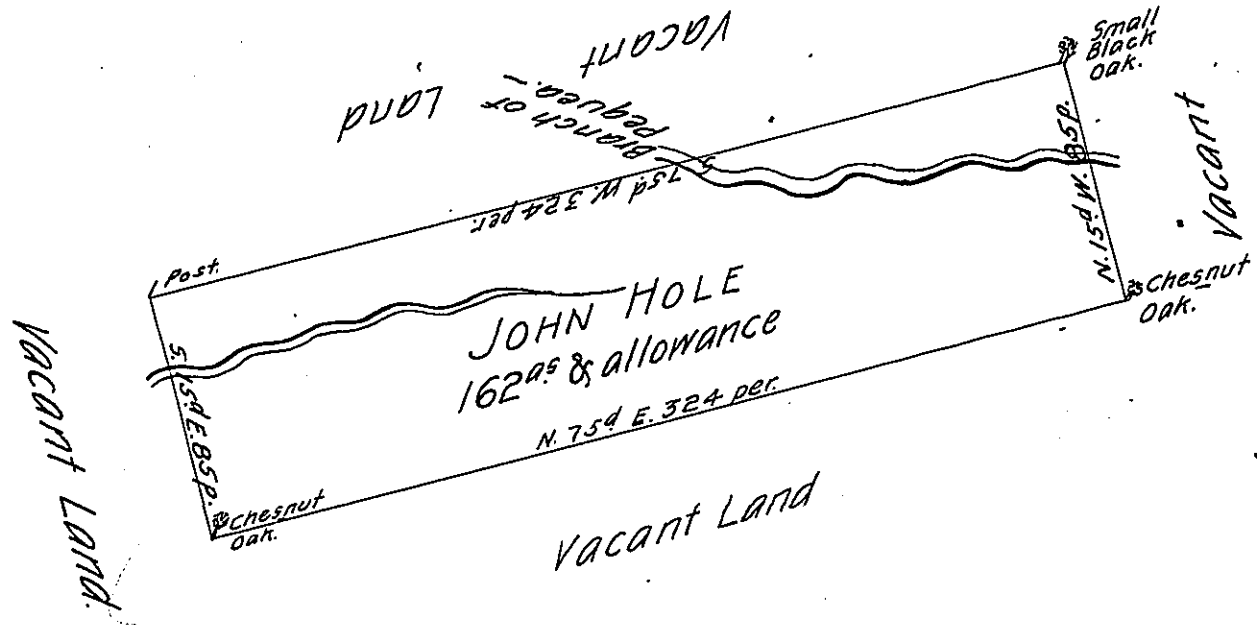 Vacant
Land
Branch of
Pequea.
Small
Black
Oak.
S. 75d. W. 324 per.
N. 15d W. 85p.
Vacant
Post.
Chesnut
Oak.
JOHN HOLE
162as & allowance
S. 15d E. 85p.
N. 75d E. 324 per.
Chesnut
Oak.
Vacant Land.
Vacant Land